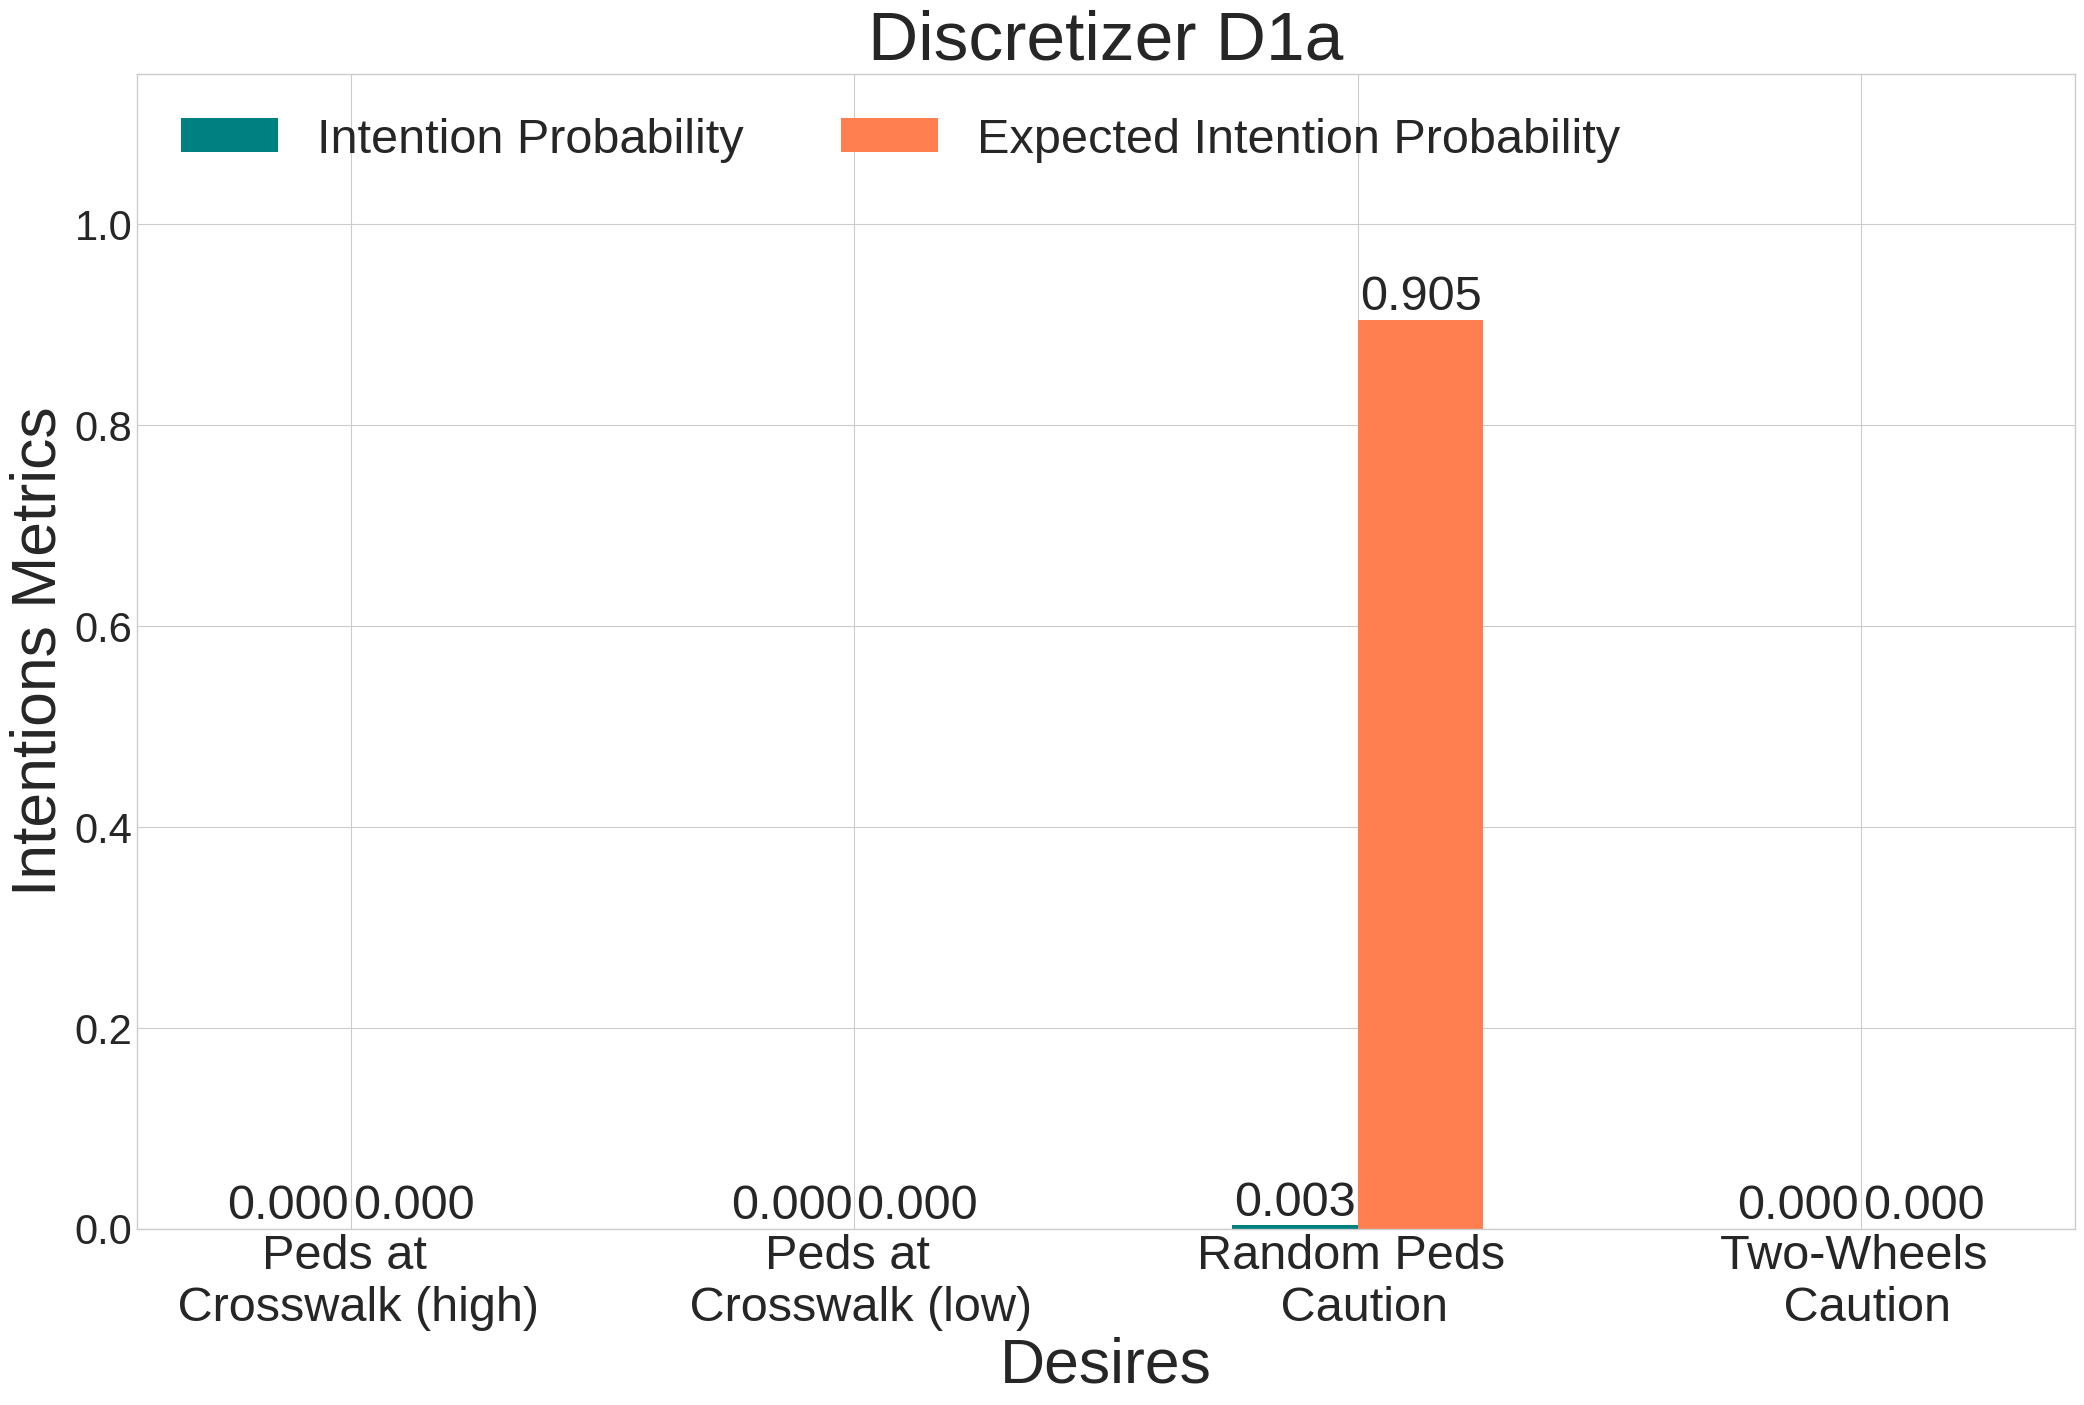 Discretizer D1a
Intention Probability
Expected Intention Probability
Intentions Metrics
1.0
0.8
0.6
0.4
0.2
0.0
0.000 0.000
0.000 0.000
0.003
0.905
0.000 0.000
Peds at
Crosswalk (high)
Peds at
Crosswalk (low)
Random Peds
Caution
Two-Wheels
Caution
Desires